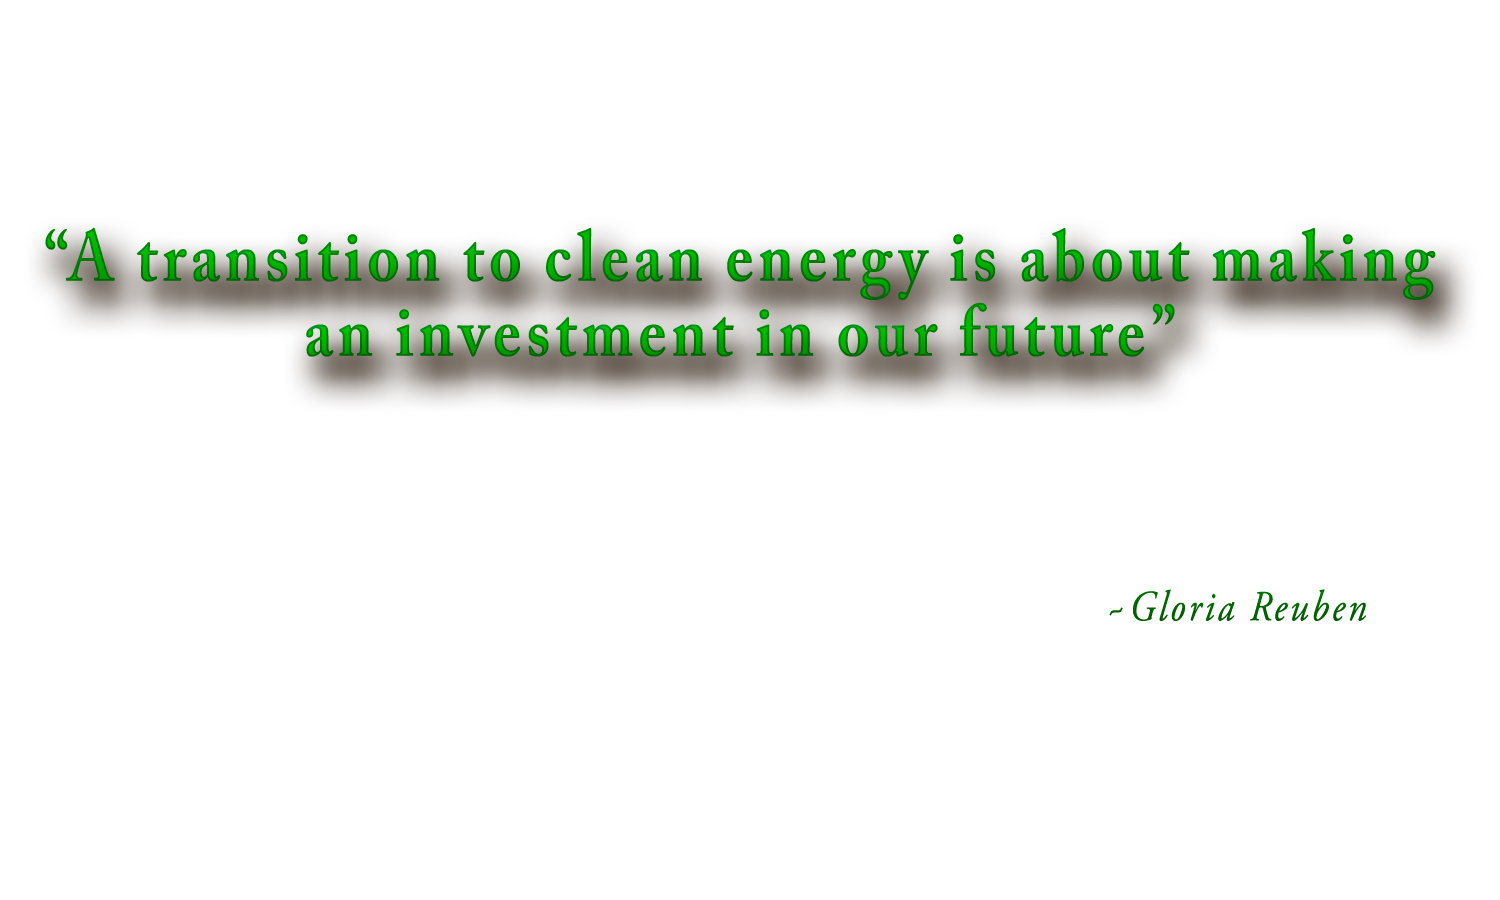 “A transition to clean energy is about making
an investment in our future”
~Gloria Reuben